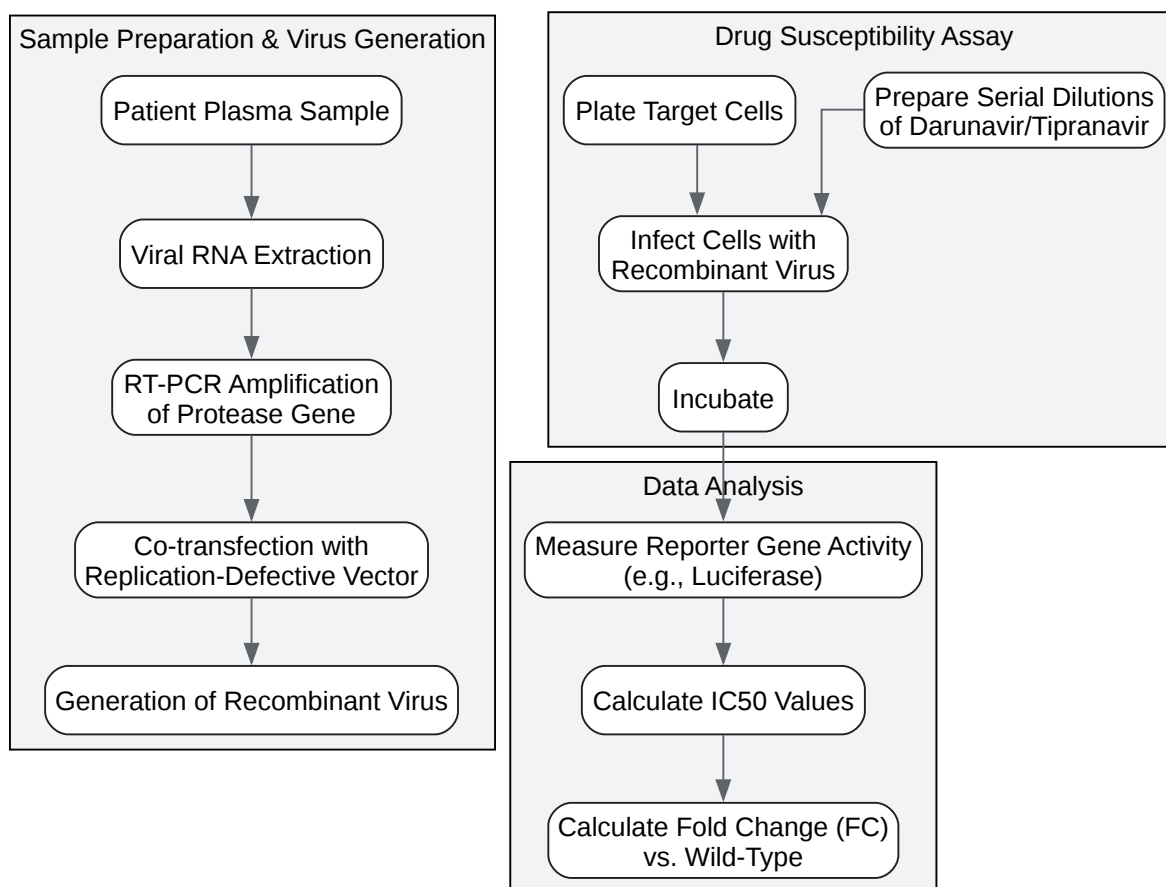 Sample Preparation & Virus Generation
Patient Plasma Sample
Viral RNA Extraction
RT-PCR Amplification
of Protease Gene
Co-transfection with
Replication-Defective Vector
Generation of Recombinant Virus
Drug Susceptibility Assay
Plate Target Cells
Prepare Serial Dilutions
of Darunavir/Tipranavir
Infect Cells with
Recombinant Virus
Incubate
Data Analysis
Measure Reporter Gene Activity
(e.g., Luciferase)
Calculate IC50 Values
Calculate Fold Change (FC)
vs. Wild-Type